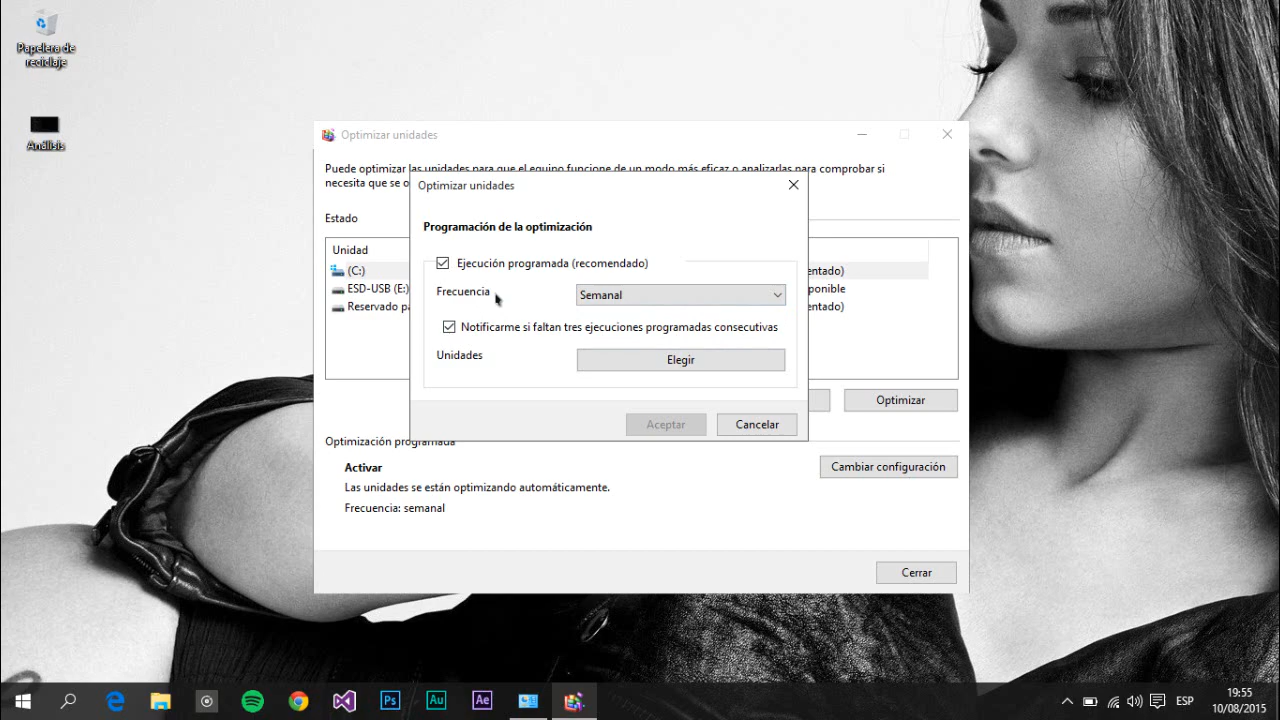 Papelera de
reciclaje
Análisis
Optimizar unidades
Puede optimizar las unidades para que el equipo funcione de un modo más eficaz o analizarlas para comprobar si
necesita que se o
Optimizar unidades
Estado
Programación de la optimización
Unidad
Ejecución programada (recomendado)
(C:)
entado)
Frecuencia
Semanal
ESD-USB (E:)
ponible
Reservado pa
entado)
Notificarme si faltan tres ejecuciones programadas consecutivas
Unidades
Elegir
Optimizar
Aceptar
Cancelar
Optimización programada
Activar
Cambiar configuración
Las unidades se están optimizando automáticamente.
Frecuencia: semanal
Cerrar
Ps
Au
Ae
ESP
19:55
10/08/2015